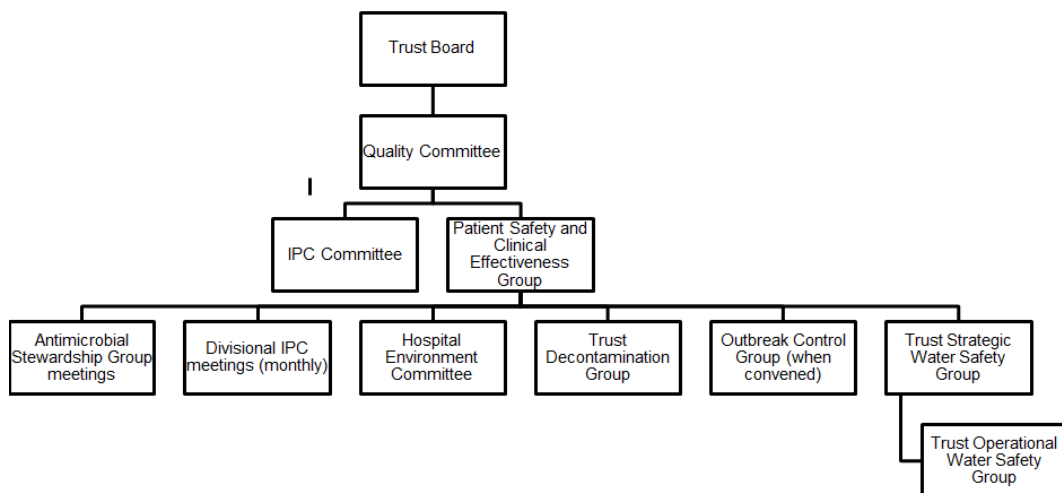 Trust Board
Quality Committee
IPC Committee
Patient Safety and
Clinical
Effectiveness
Group
Antimicrobial
Stewardship Group
meetings
Divisional IPC
meetings (monthly)
Hospital
Environment
Committee
Trust
Decontamination
Group
Outbreak Control
Group (when
convened)
Trust Strategic
Water Safety
Group
Trust Operational
Water Safety
Group